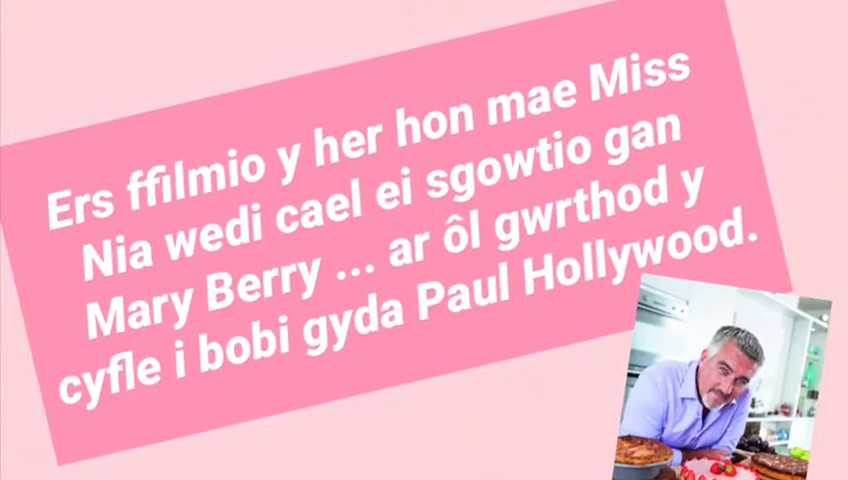 Ers ffilmio y her hon mae Miss
Nia wedi cael ei sgowtio gan
Mary Berry ... ar ôl gwrthod y
cyfle i bobi gyda Paul Hollywood.